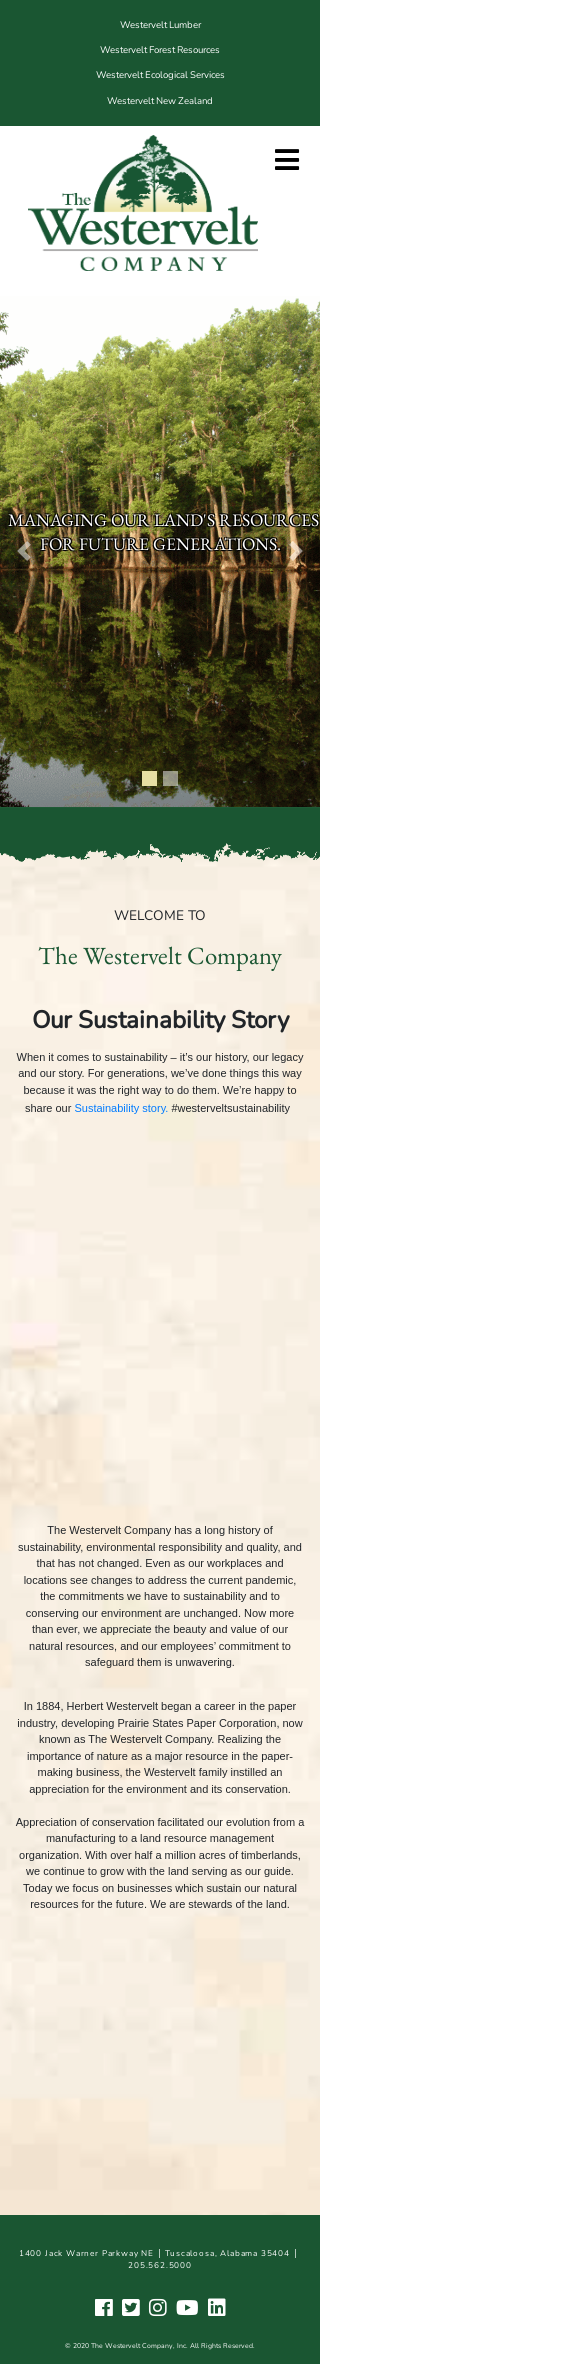 Westervelt Lumber
Westervelt Forest Resources
Westervelt Ecological Services
Westervelt New Zealand
The
Westervelt
COMPANY
MANAGING OUR LAND'S RESOURCES
FOR FUTURE GENERATIONS.
WELCOME TO
The Westervelt Company
Our Sustainability Story
When it comes to sustainability – it’s our history, our legacy
and our story. For generations, we’ve done things this way
because it was the right way to do them. We’re happy to
share our Sustainability story. #westerveltsustainability
The Westervelt Company has a long history of
sustainability, environmental responsibility and quality, and
that has not changed. Even as our workplaces and
locations see changes to address the current pandemic,
the commitments we have to sustainability and to
conserving our environment are unchanged. Now more
than ever, we appreciate the beauty and value of our
natural resources, and our employees’ commitment to
safeguard them is unwavering.
In 1884, Herbert Westervelt began a career in the paper
industry, developing Prairie States Paper Corporation, now
known as The Westervelt Company. Realizing the
importance of nature as a major resource in the paper-
making business, the Westervelt family instilled an
appreciation for the environment and its conservation.
Appreciation of conservation facilitated our evolution from a
manufacturing to a land resource management
organization. With over half a million acres of timberlands,
we continue to grow with the land serving as our guide.
Today we focus on businesses which sustain our natural
resources for the future. We are stewards of the land.
1400 Jack Warner Parkway NE | Tuscaloosa, Alabama 35404 |
205.562.5000
© 2020 The Westervelt Company, Inc. All Rights Reserved.